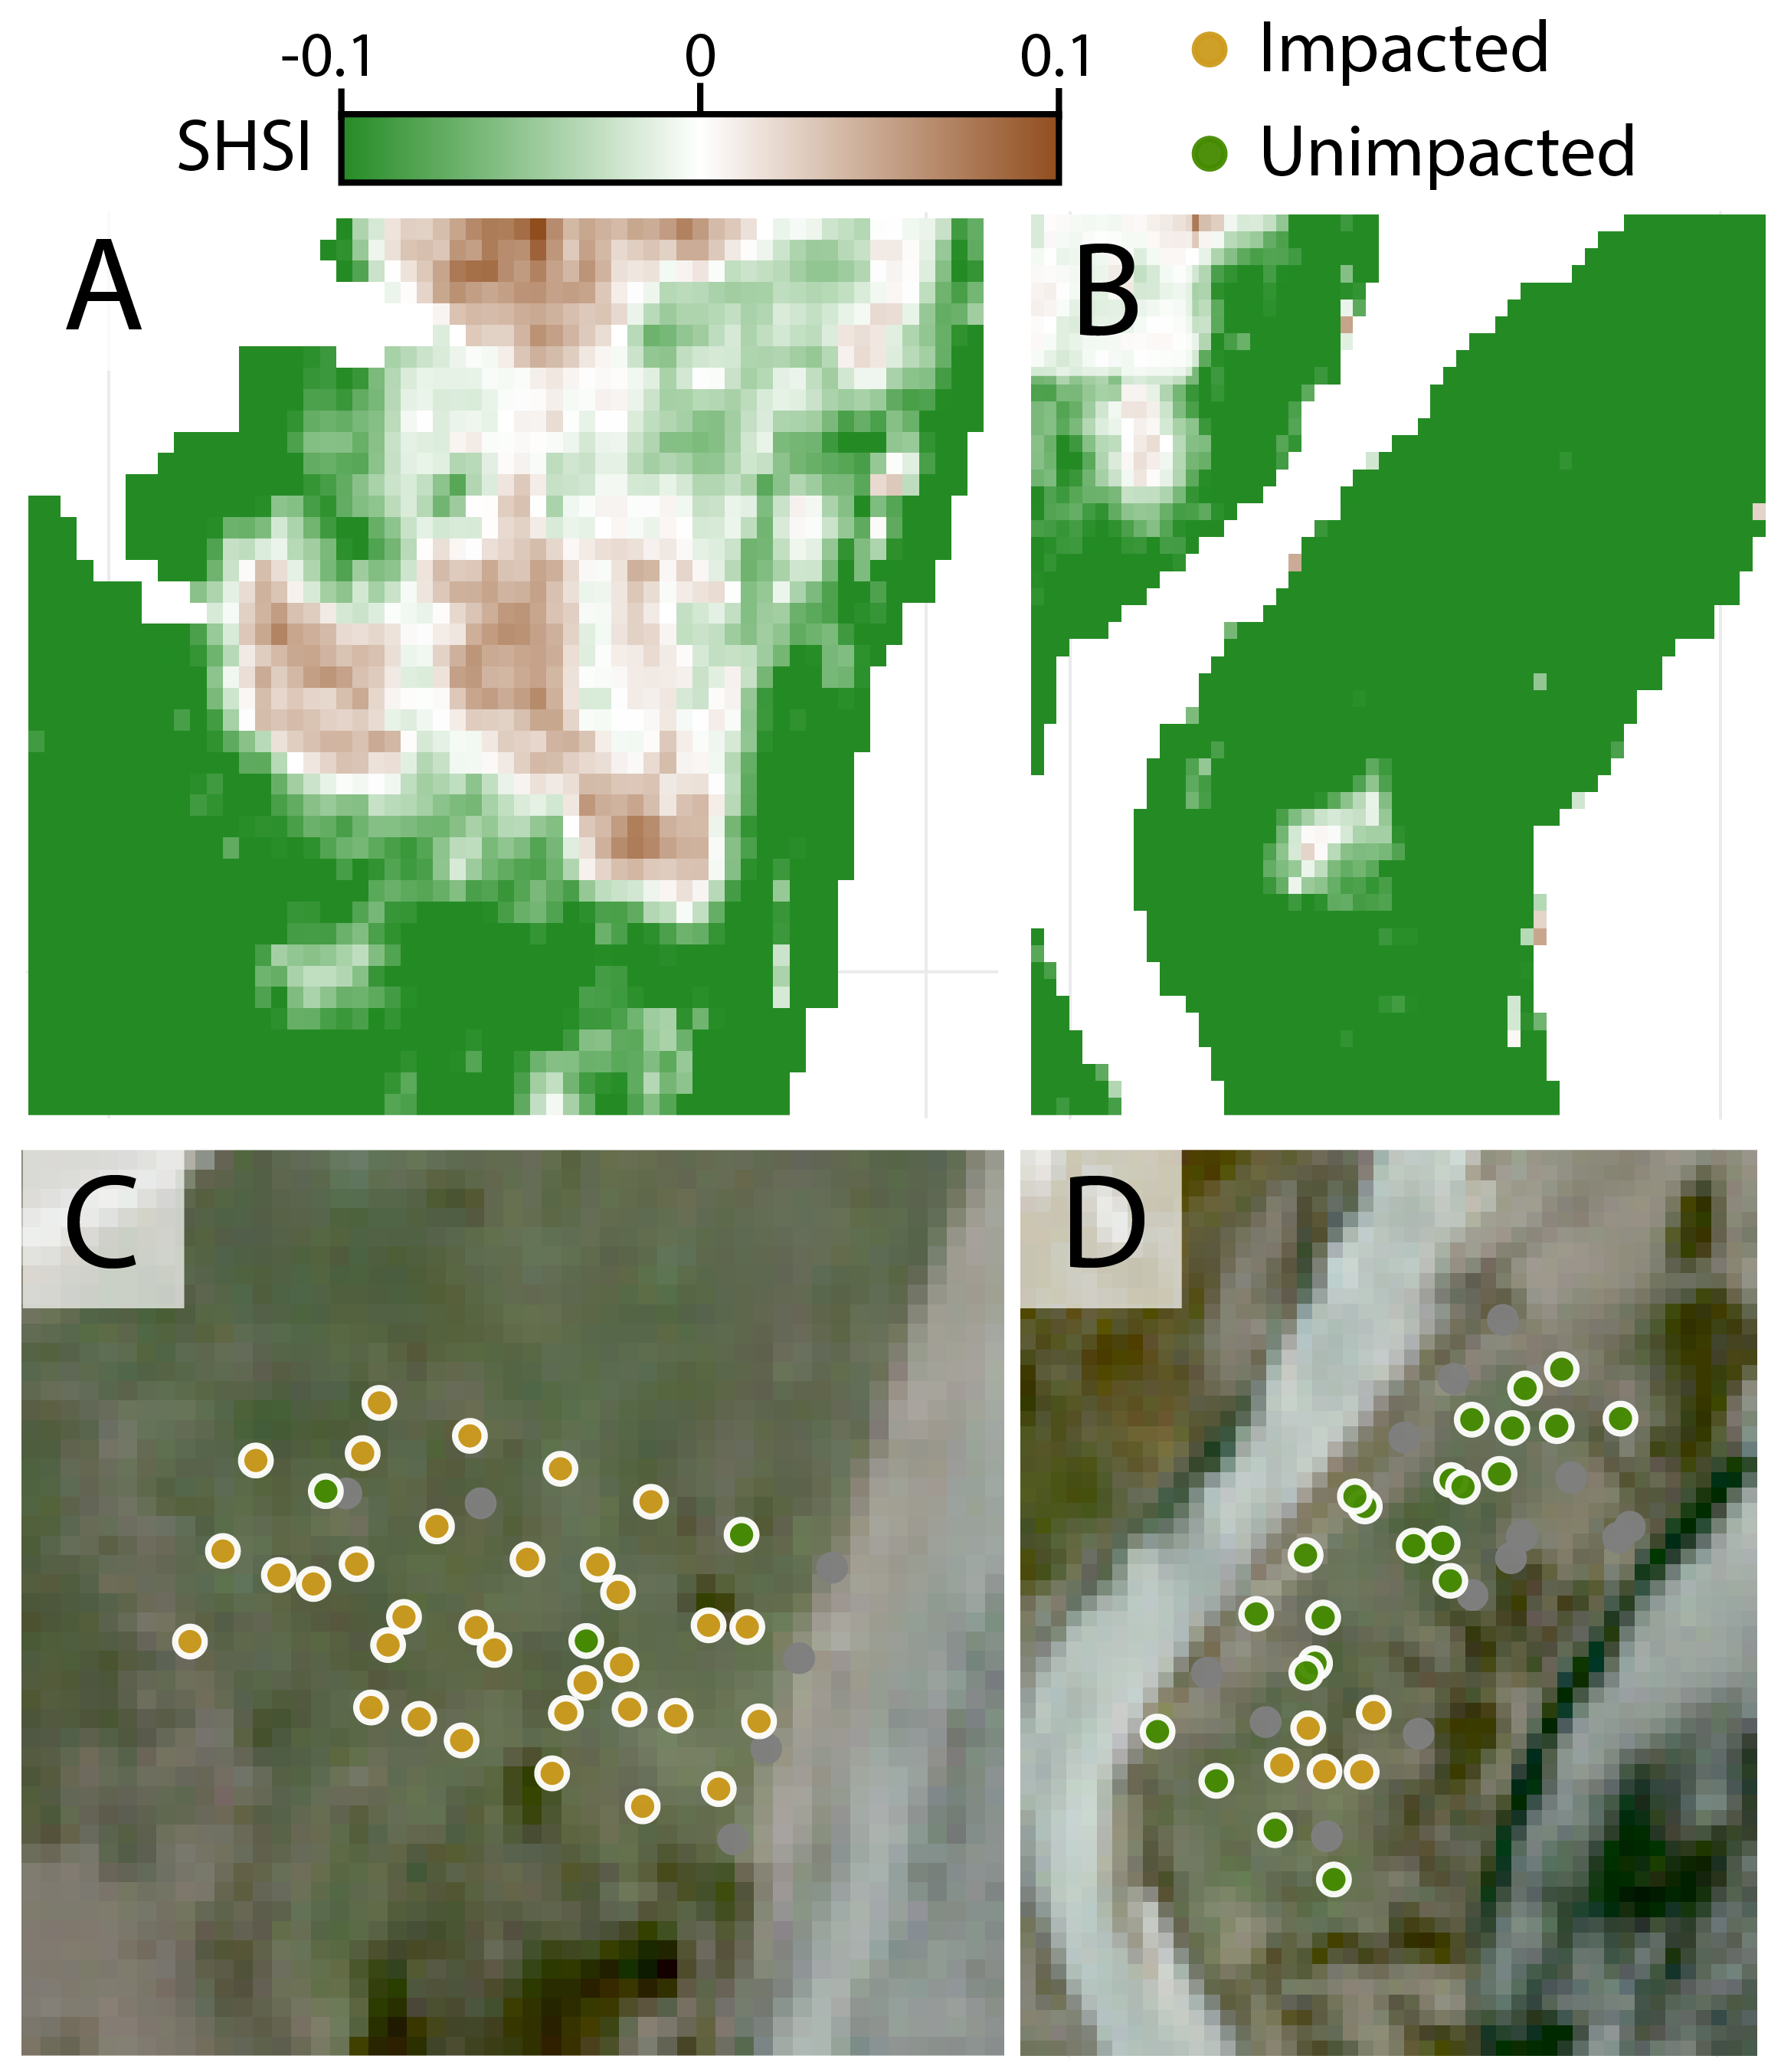 -0.1 0 0.1
SHSI
Impacted
Unimpacted
A
B
C
D